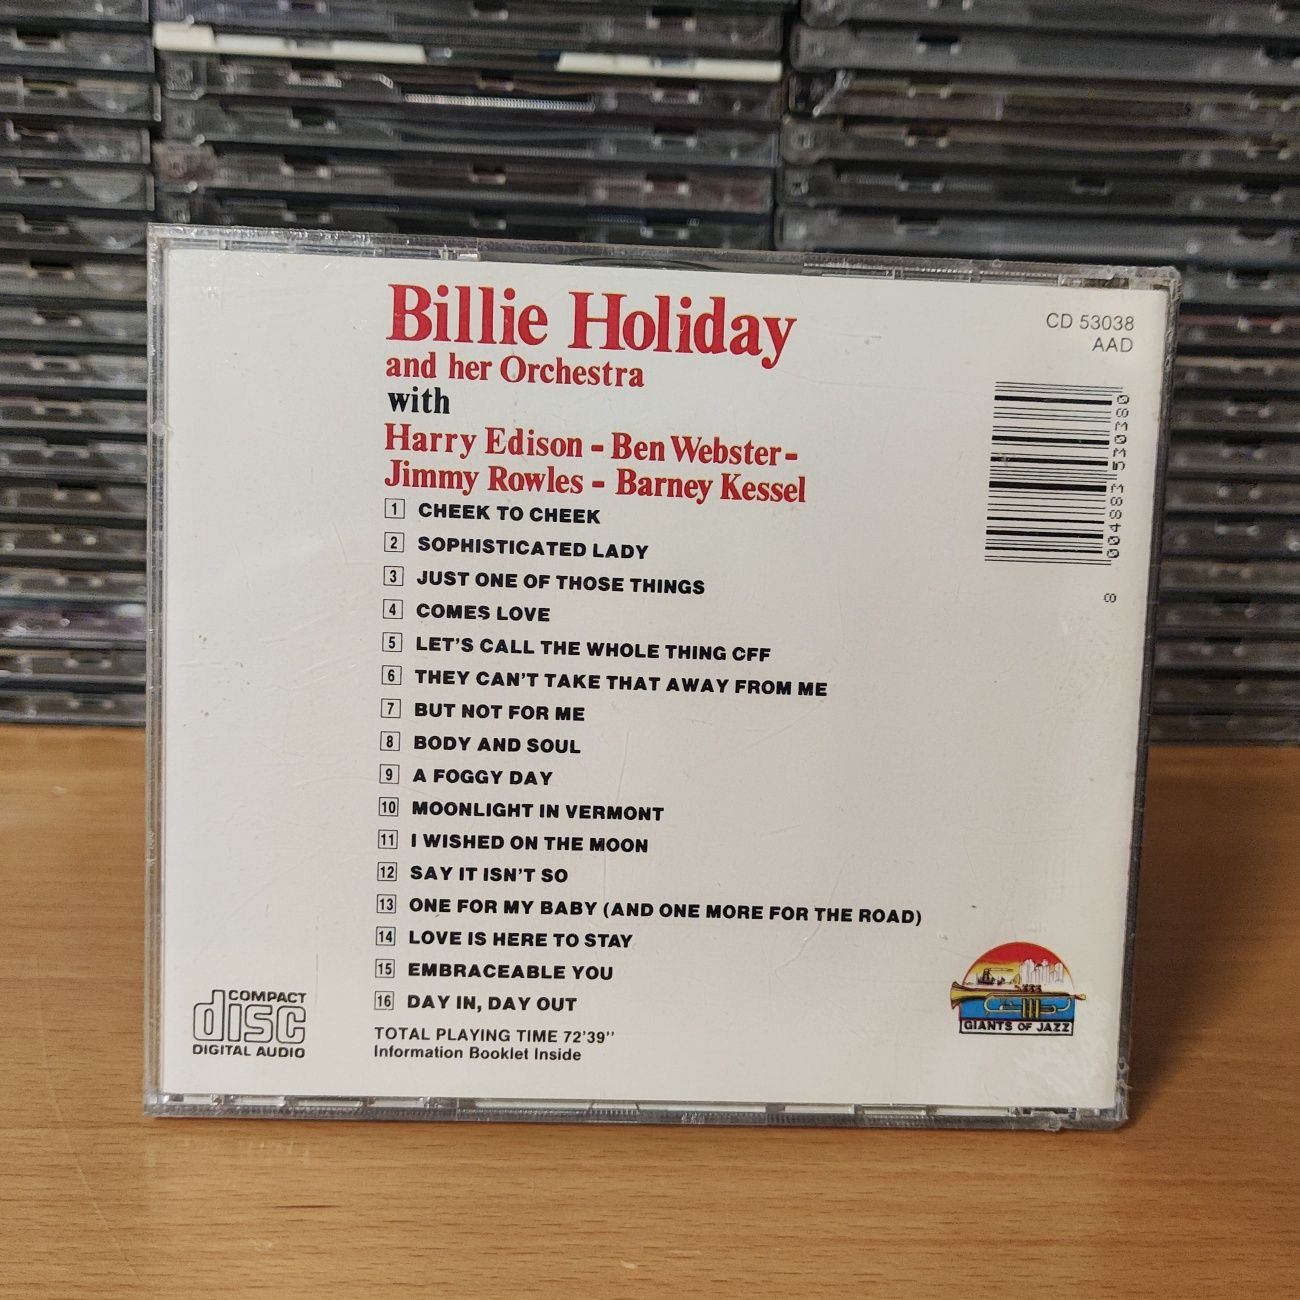 Billie Holiday
and her Orchestra
with
Harry Edison - Ben Webster-
Jimmy Rowles - Barney Kessel
CD 53038
AAD
004883530380
8
1 CHEEK TO CHEEK
2 SOPHISTICATED LADY
3 JUST ONE OF THOSE THINGS
4 COMES LOVE
5 LET'S CALL THE WHOLE THING CFF
6 THEY CAN'T TAKE THAT AWAY FROM ME
7 BUT NOT FOR ME
8 BODY AND SOUL
9 A FOGGY DAY
10 MOONLIGHT IN VERMONT
11 I WISHED ON THE MOON
12 SAY IT ISN'T SO
13 ONE FOR MY BABY (AND ONE MORE FOR THE ROAD)
14 LOVE IS HERE TO STAY
15 EMBRACEABLE YOU
16 DAY IN, DAY OUT
TOTAL PLAYING TIME 72'39''
Information Booklet Inside
COMPACT
disc
DIGITAL AUDIO
GIANTS OF JAZZ